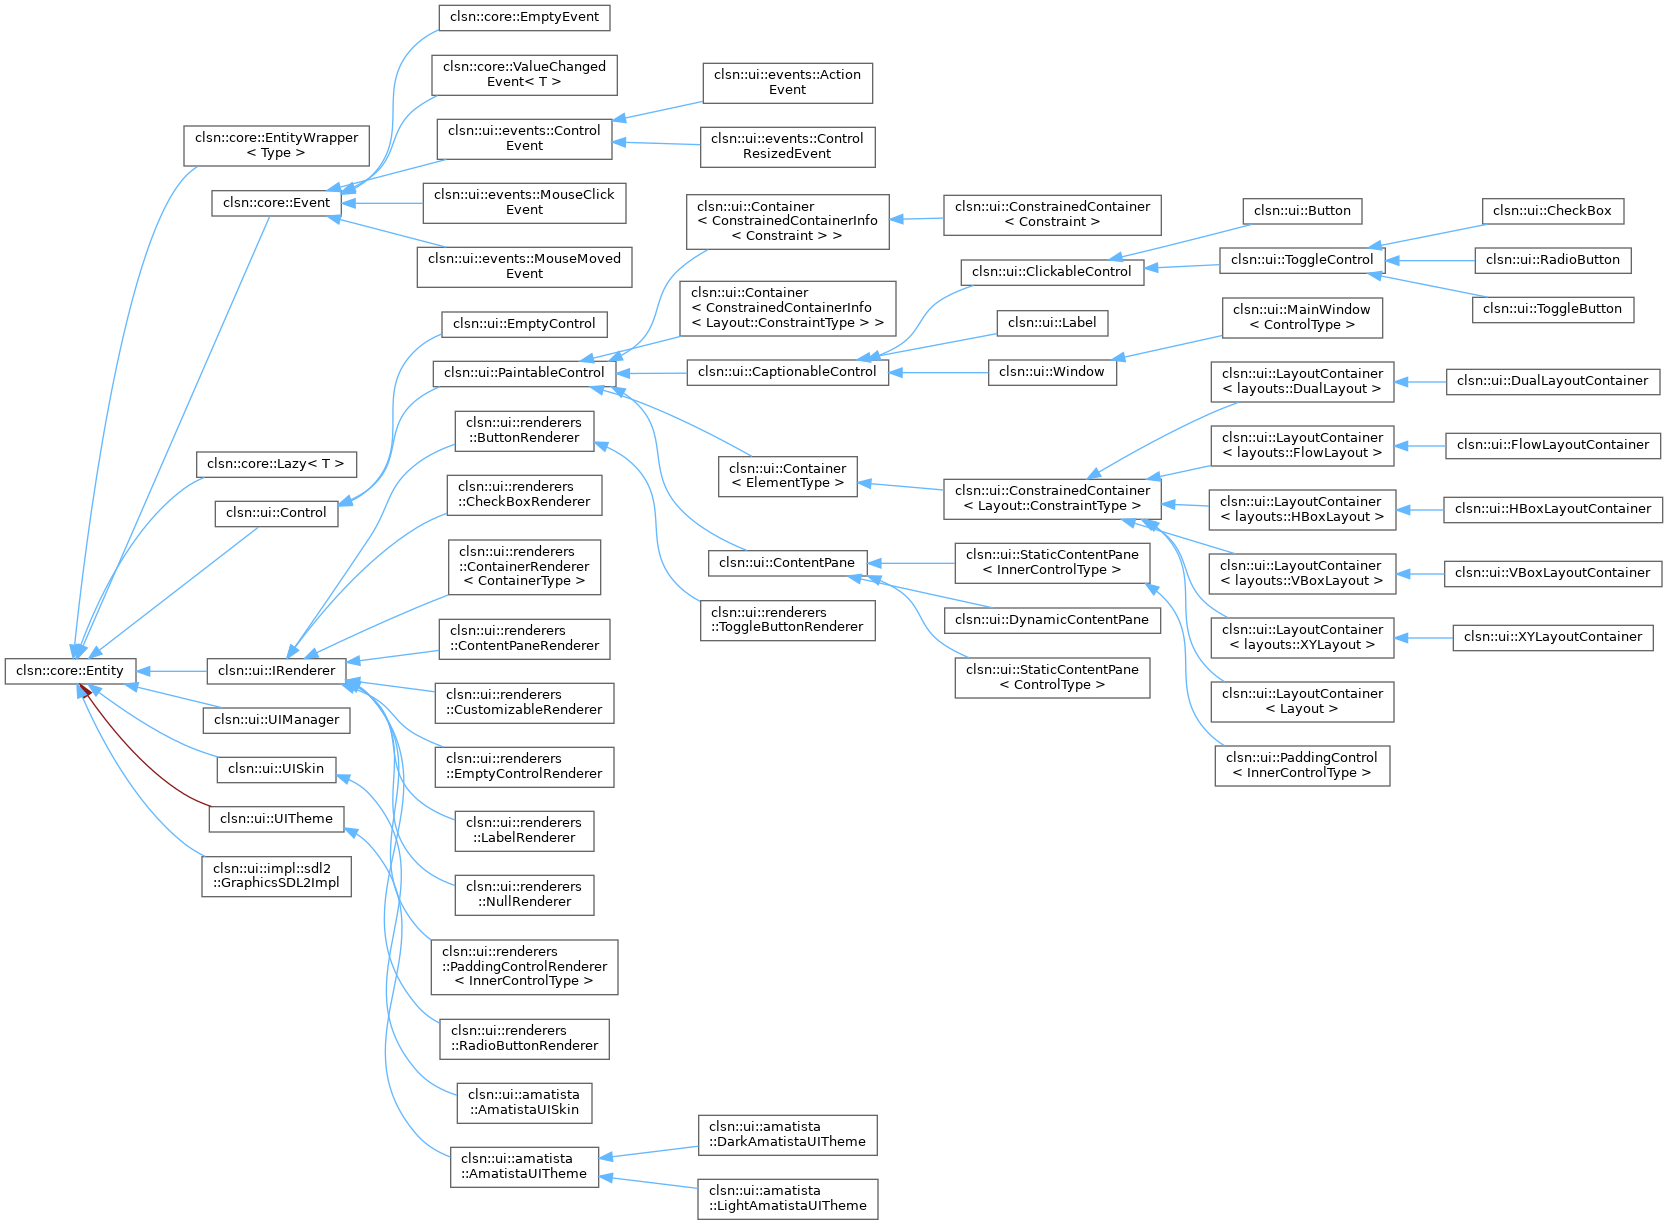 clsn::core::EmptyEvent
clsn::core::ValueChanged
Event< T >
clsn::ui::events::Action
Event
clsn::core::EntityWrapper
< Type >
clsn::ui::events::Control
Event
clsn::ui::events::Control
ResizedEvent
clsn::core::Event
clsn::ui::events::MouseClick
Event
clsn::ui::events::MouseMoved
Event
clsn::ui::Container
< ConstrainedContainerInfo
< Constraint > >
clsn::ui::ConstrainedContainer
< Constraint >
clsn::ui::Button
clsn::ui::CheckBox
clsn::ui::ClickableControl
clsn::ui::ToggleControl
clsn::ui::RadioButton
clsn::ui::ToggleButton
clsn::ui::Container
< ConstrainedContainerInfo
< Layout::ConstraintType > >
clsn::ui::EmptyControl
clsn::ui::Label
clsn::ui::MainWindow
< ControlType >
clsn::ui::PaintableControl
clsn::ui::CaptionableControl
clsn::ui::Window
clsn::ui::LayoutContainer
< layouts::DualLayout >
clsn::ui::DualLayoutContainer
clsn::ui::renderers
::ButtonRenderer
clsn::ui::LayoutContainer
< layouts::FlowLayout >
clsn::ui::FlowLayoutContainer
clsn::core::Lazy< T >
clsn::ui::Container
< ElementType >
clsn::ui::renderers
::CheckBoxRenderer
clsn::ui::ConstrainedContainer
< Layout::ConstraintType >
clsn::ui::LayoutContainer
< layouts::HBoxLayout >
clsn::ui::HBoxLayoutContainer
clsn::ui::Control
clsn::ui::renderers
::ContainerRenderer
< ContainerType >
clsn::ui::ContentPane
clsn::ui::StaticContentPane
< InnerControlType >
clsn::ui::LayoutContainer
< layouts::VBoxLayout >
clsn::ui::VBoxLayoutContainer
clsn::ui::renderers
::ToggleButtonRenderer
clsn::ui::DynamicContentPane
clsn::ui::LayoutContainer
< layouts::XYLayout >
clsn::ui::XYLayoutContainer
clsn::ui::renderers
::ContentPaneRenderer
clsn::core::Entity
clsn::ui::IRenderer
clsn::ui::StaticContentPane
< ControlType >
clsn::ui::LayoutContainer
< Layout >
clsn::ui::renderers
::CustomizableRenderer
clsn::ui::UIManager
clsn::ui::renderers
::EmptyControlRenderer
clsn::ui::PaddingControl
< InnerControlType >
clsn::ui::UISkin
clsn::ui::UITheme
clsn::ui::renderers
::LabelRenderer
clsn::ui::impl::sdl2
::GraphicsSDL2Impl
clsn::ui::renderers
::NullRenderer
clsn::ui::renderers
::PaddingControlRenderer
< InnerControlType >
clsn::ui::renderers
::RadioButtonRenderer
clsn::ui::amatista
::AmatistaUISkin
clsn::ui::amatista
::DarkAmatistaUITheme
clsn::ui::amatista
::AmatistaUITheme
clsn::ui::amatista
::LightAmatistaUITheme